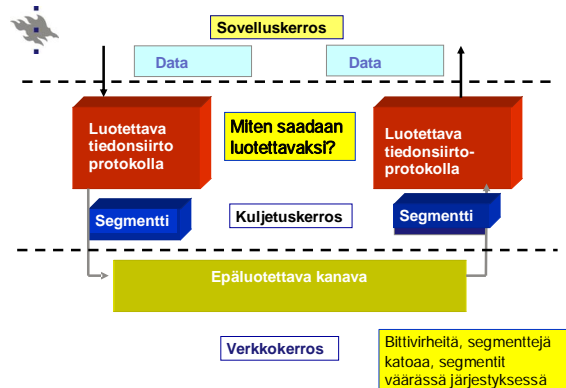 Sovelluskerros
Data
Data
Luotettava
tiedonsiirto
protokolla
Miten saadaan
luotettavaksi?
Luotettava
tiedonsiirto-
protokolla
Segmentti
Kuljetuskerros
Segmentti
Epäluotettava kanava
Verkkokerros
Bittivirheitä, segmenttejä
katoaa, segmentit
väärässä järjestyksessä